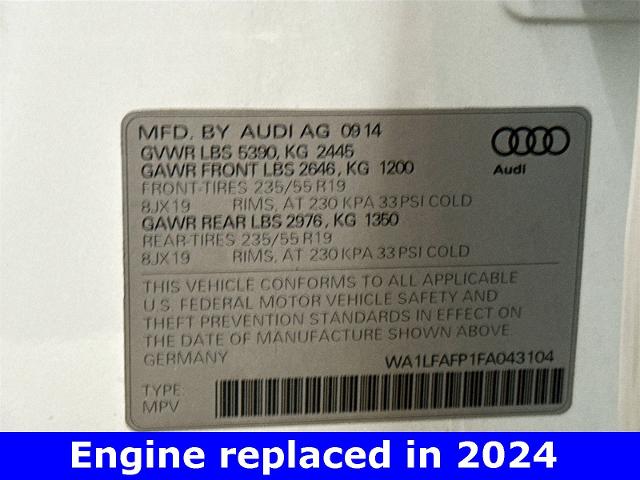 MFD. BY AUDI AG 09 14
GVWR LBS 5390, KG 2445
GAWR FRONT LBS 2646, KG 1200
FRONT-TIRES 235/55 R19
8JX19 RIMS, AT 230 KPA 33 PSI COLD
GAWR REAR LBS 2976, KG 1350
REAR-TIRES 235/55 R19
8JX19 RIMS, AT 230 KPA 33 PSI COLD
Audi
THIS VEHICLE CONFORMS TO ALL APPLICABLE
U.S. FEDERAL MOTOR VEHICLE SAFETY AND
THEFT PREVENTION STANDARDS IN EFFECT ON
THE DATE OF MANUFACTURE SHOWN ABOVE.
GERMANY WA1LFAFP1FA043104
TYPE:
MPV
Engine replaced in 2024